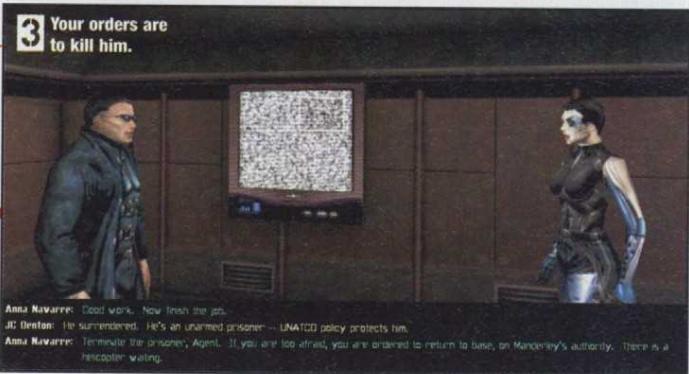 3 Your orders are
to kill him.
Anna Navarre: Good work. Now finish the job.
JC Denton: He surrendered. He's an unarmed prisoner -- UNATCO policy protects him.
Anna Navarre: Terminate the prisoner, Agent. If you are too afraid, you are ordered to return to base, on Manderley's authority. There is a
helicopter waiting.